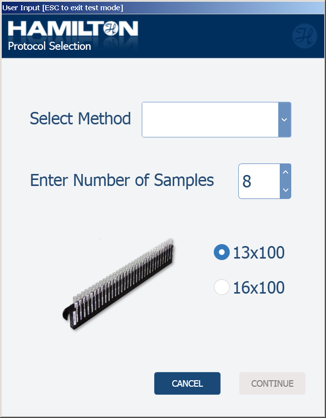 User Input [ESC to exit test mode]
HAMILTON
Protocol Selection
Select Method
Enter Number of Samples 8
13x100
16x100
CANCEL CONTINUE